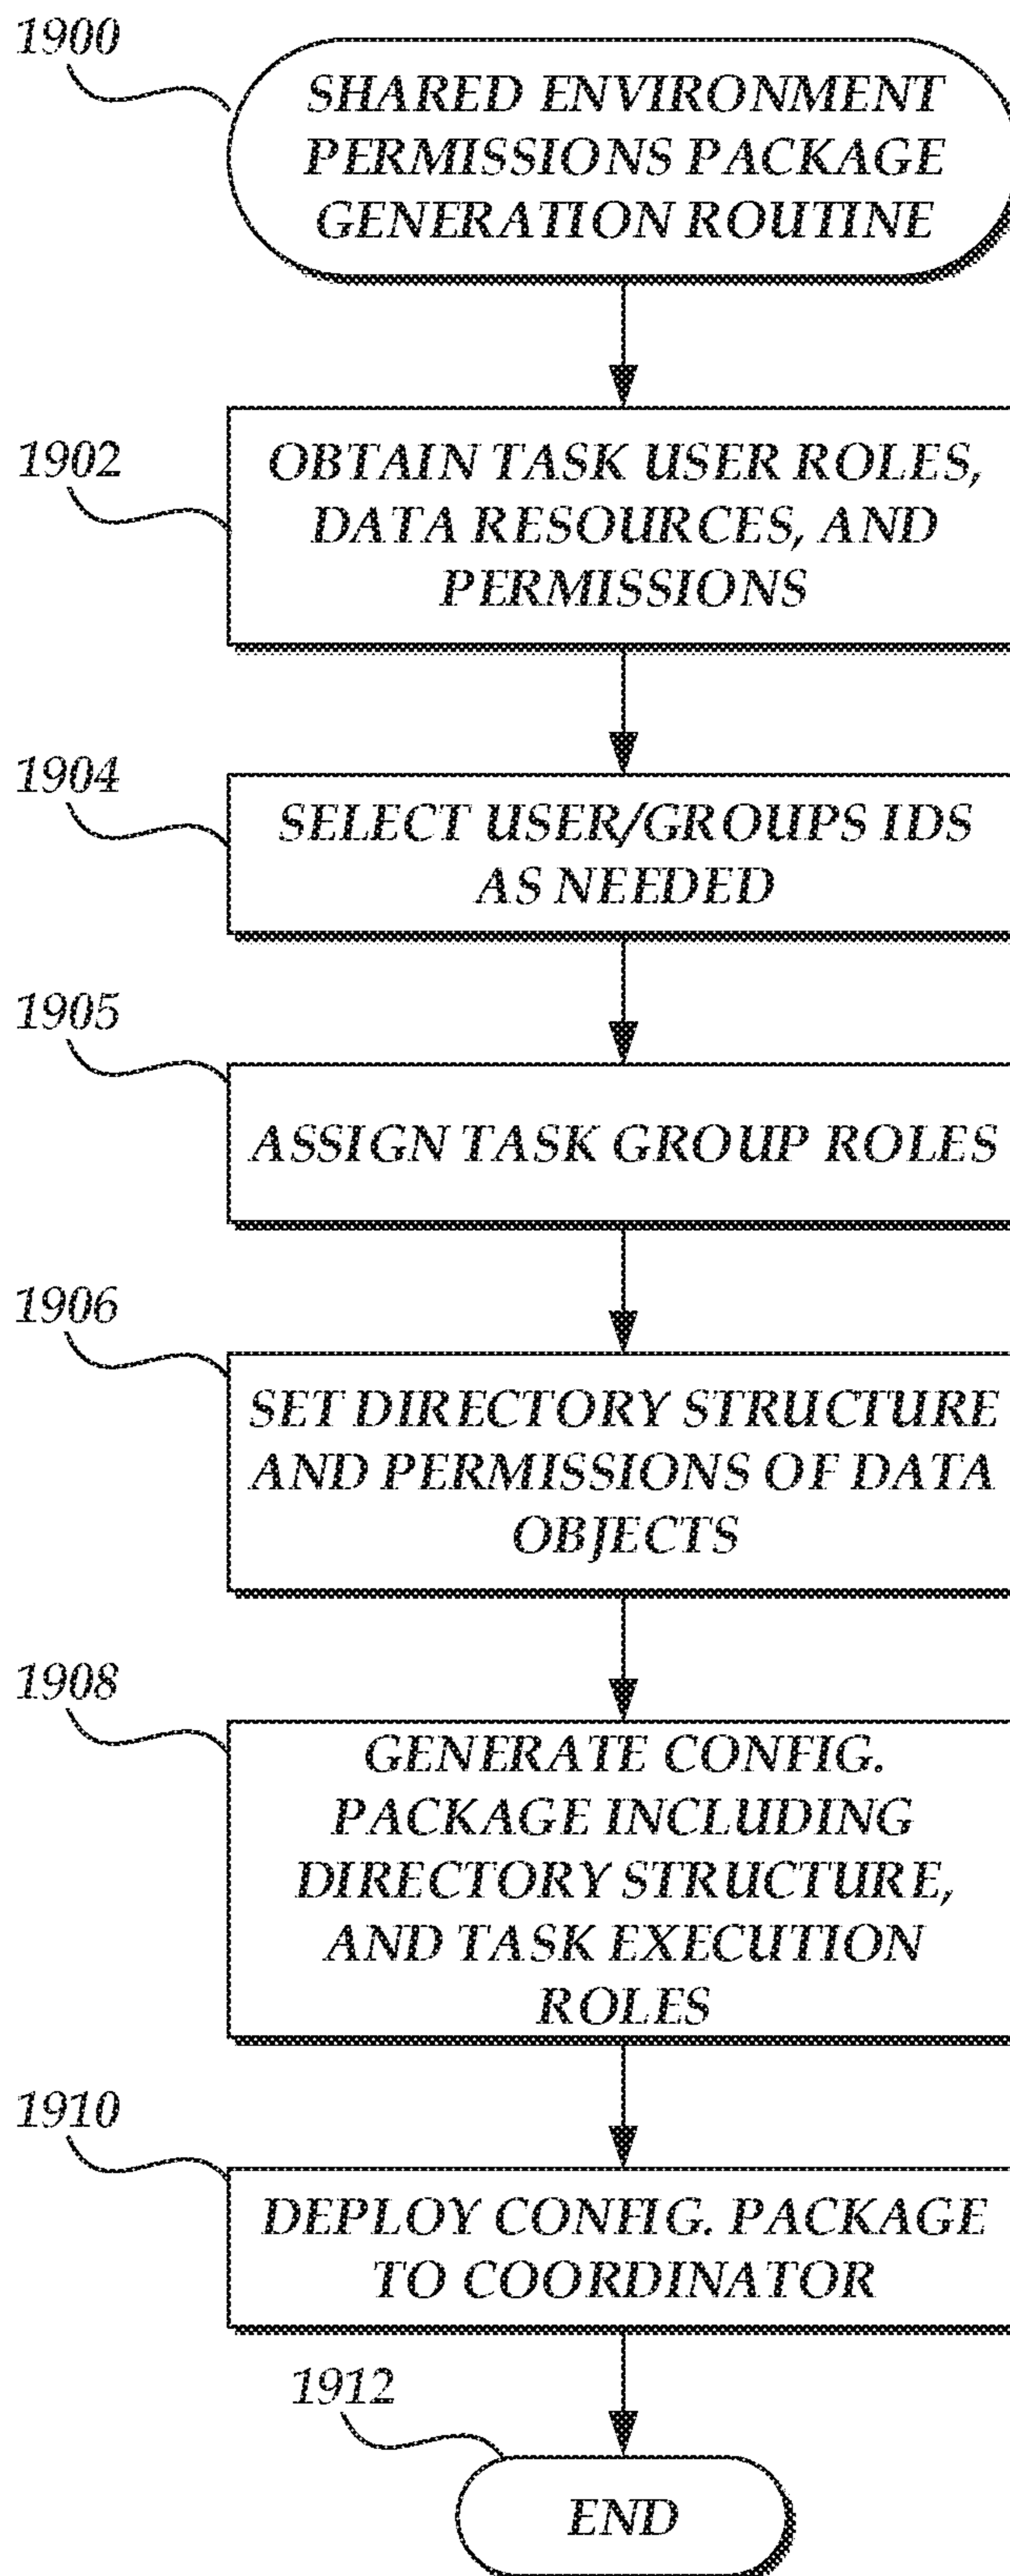 1900
SHARED ENVIRONMENT
PERMISSIONS PACKAGE
GENERATION ROUTINE
1902
OBTAIN TASK USER ROLES,
DATA RESOURCES, AND
PERMISSIONS
1904
SELECT USER/GROUPS IDS
AS NEEDED
1905
ASSIGN TASK GROUP ROLES
1906
SET DIRECTORY STRUCTURE
AND PERMISSIONS OF DATA
OBJECTS
1908
GENERATE CONFIG.
PACKAGE INCLUDING
DIRECTORY STRUCTURE,
AND TASK EXECUTION
ROLES
1910
DEPLOY CONFIG. PACKAGE
TO COORDINATOR
1912
END